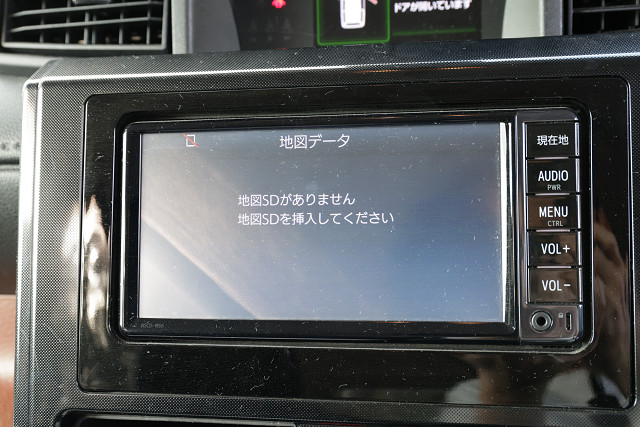 ドアが開いています
地図データ
地図SDがありません
地図SDを挿入してください
現在地
AUDIO
PWR
MENU
CTRL
VOL+
VOL-